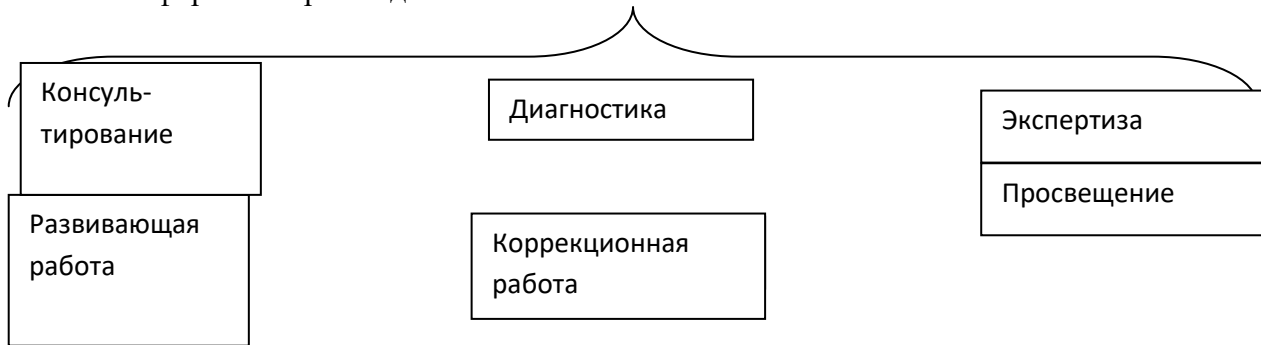 Консуль-
тирование
Диагностика
Экспертиза
Просвещение
Развивающая
работа
Коррекционная
работа